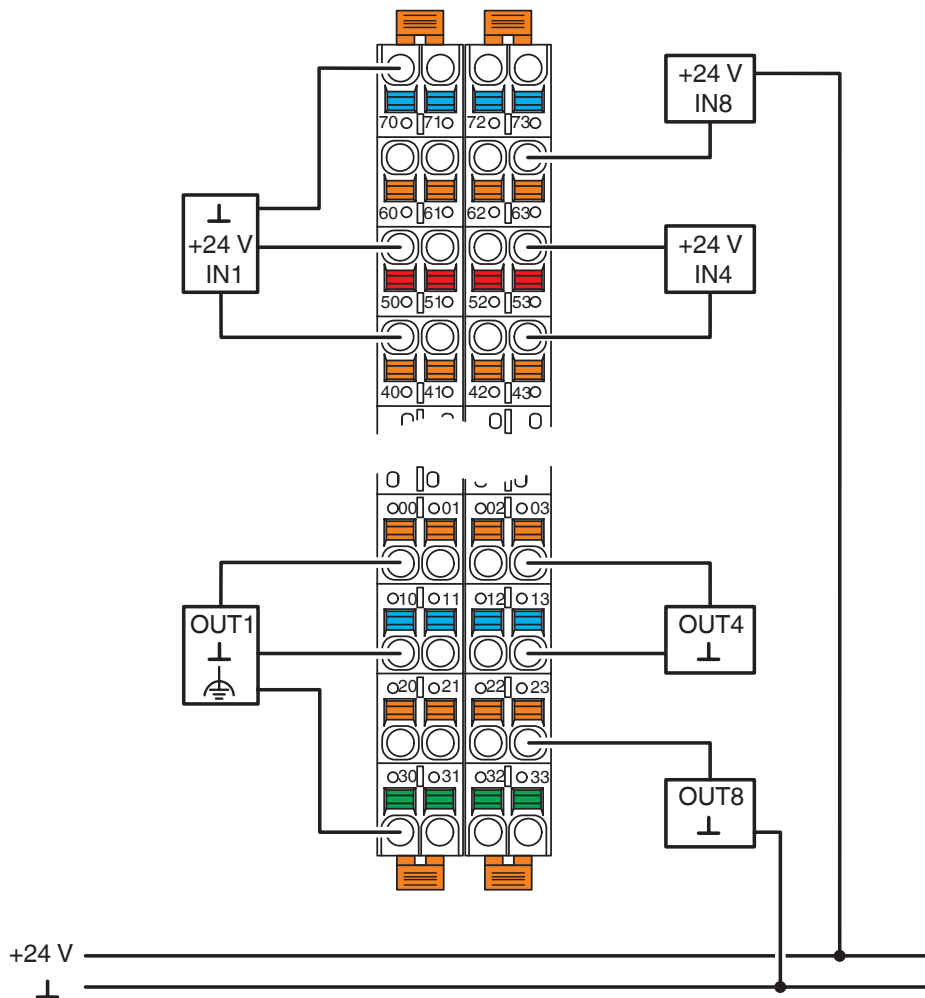 +24 V
IN8
70 71 72 73
60 61 62 63
⊥
+24 V
IN1
+24 V
IN4
50 51 52 53
40 41 42 43
00 01 02 03
10 11 12 13
OUT1
⊥
OUT4
⊥
20 21 22 23
30 31 32 33
OUT8
⊥
+24 V
⊥